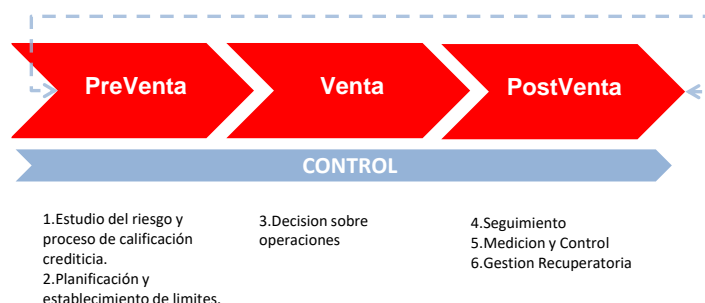 PreVenta
Venta
PostVenta
CONTROL
1.Estudio del riesgo y
proceso de calificación
crediticia.
2.Planificación y
establecimiento de limites.
3.Decision sobre
operaciones
4.Seguimiento
5.Medicion y Control
6.Gestion Recuperatoria